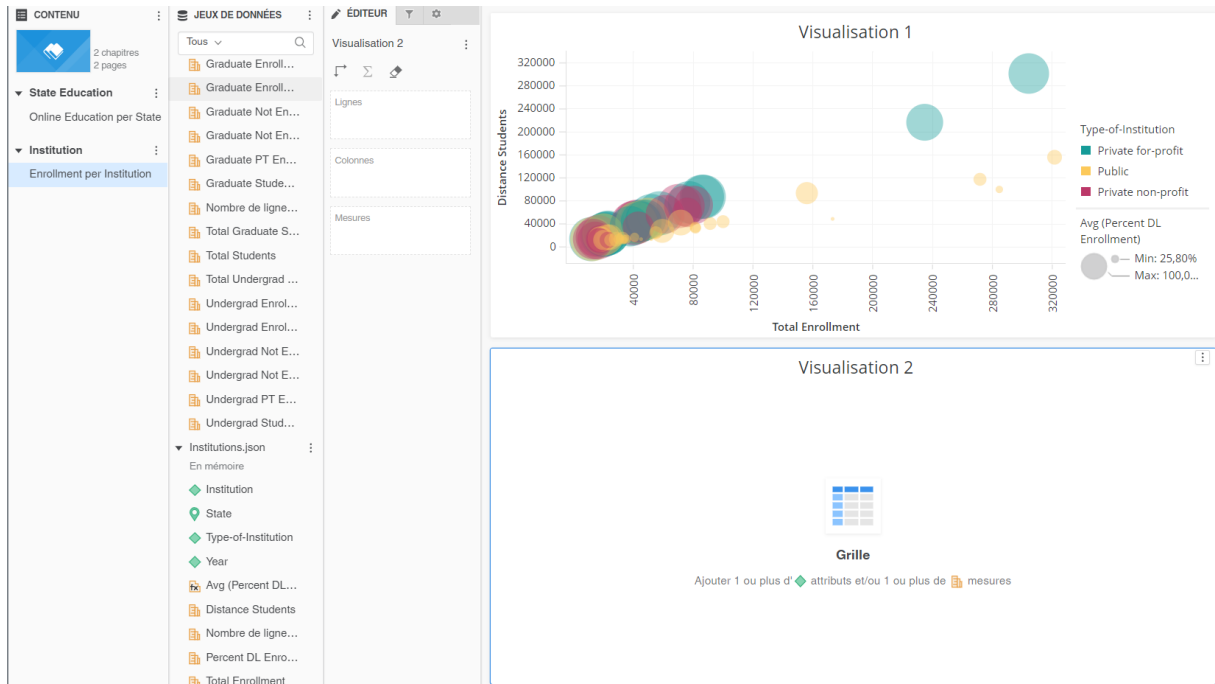 CONTENU
2 chapitres
2 pages
State Education
Online Education per State
Institution
Enrollment per Institution
JEUX DE DONNÉES
Tous
Graduate Enroll...
Graduate Enroll...
Graduate Not En...
Graduate Not En...
Graduate PT En...
Graduate Stude...
Nombre de ligne...
Total Graduate S...
Total Students
Total Undergrad ...
Undergrad Enrol...
Undergrad Enrol...
Undergrad Not E...
Undergrad Not E...
Undergrad PT E...
Undergrad Stud...
Institutions.json
En mémoire
Institution
State
Type-of-Institution
Year
fx
Avg (Percent DL...
Distance Students
Nombre de ligne...
Percent DL Enro...
Total Enrollment
ÉDITEUR
Visualisation 2
Lignes
Colonnes
Mesures
Visualisation 1
Distance Students
320000
280000
240000
200000
160000
120000
80000
40000
0
40000
80000
120000
160000
200000
240000
280000
320000
Total Enrollment
Type-of-Institution
Private for-profit
Public
Private non-profit
Avg (Percent DL
Enrollment)
Min: 25,80%
Max: 100,0...
Visualisation 2
Grille
Ajouter 1 ou plus d' attributs et/ou 1 ou plus de mesures